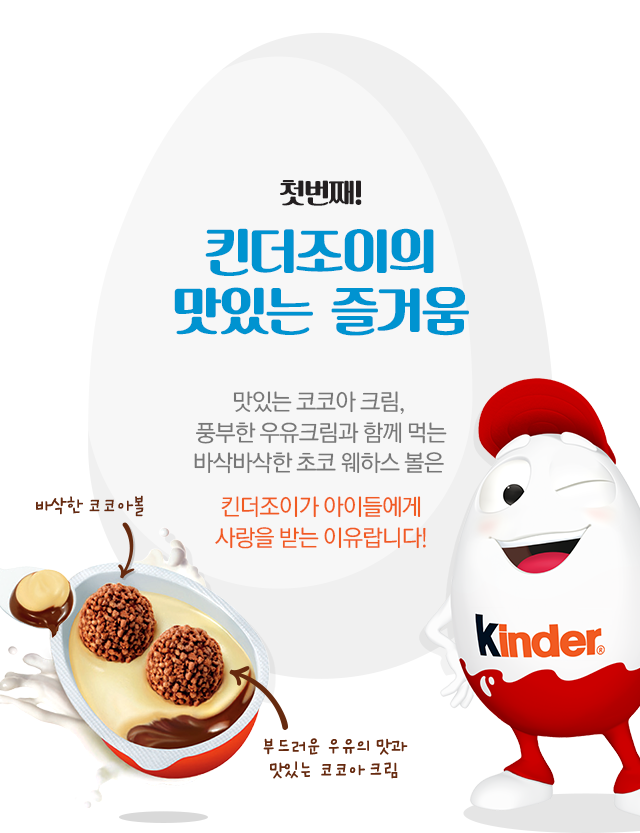 첫번째!
킨더조이의
맛있는 즐거움
맛있는 코코아 크림,
풍부한 우유크림과 함께 먹는
바삭바삭한 초코 웨하스 볼은
킨더조이가 아이들에게
사랑을 받는 이유랍니다!
바삭한 코코아볼
Kinder®
부드러운 우유의 맛과
맛있는 코코아 크림